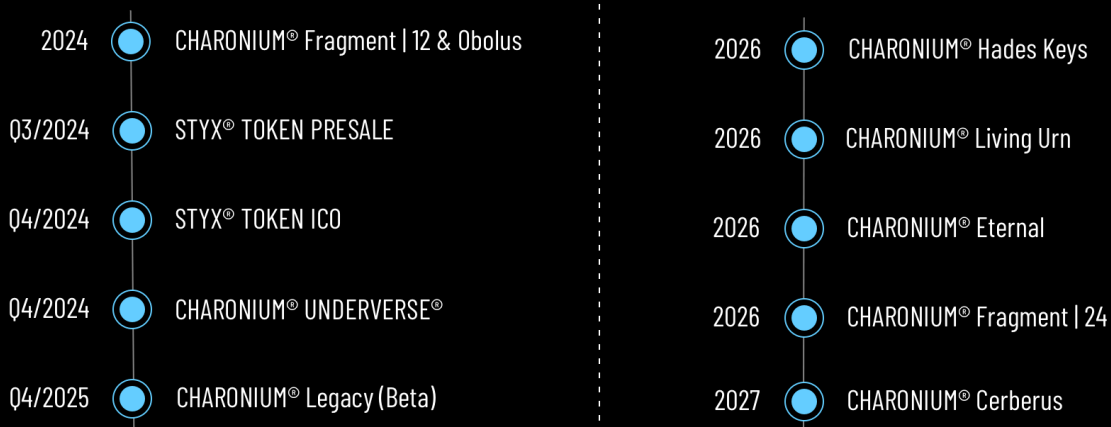 2024 CHARONIUM® Fragment | 12 & Obolus
Q3/2024 STYX® TOKEN PRESALE
Q4/2024 STYX® TOKEN ICO
Q4/2024 CHARONIUM® UNDERVERSE®
Q4/2025 CHARONIUM® Legacy (Beta)
2026 CHARONIUM® Hades Keys
2026 CHARONIUM® Living Urn
2026 CHARONIUM® Eternal
2026 CHARONIUM® Fragment | 24
2027 CHARONIUM® Cerberus